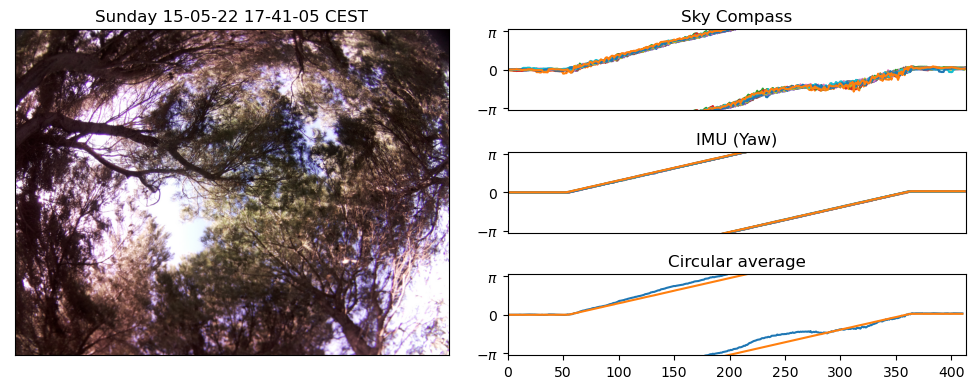 Sunday 15-05-22 17-41-05 CEST
Sky Compass
π
0
−π
IMU (Yaw)
π
0
−π
Circular average
π
0
−π
0 50 100 150 200 250 300 350 400